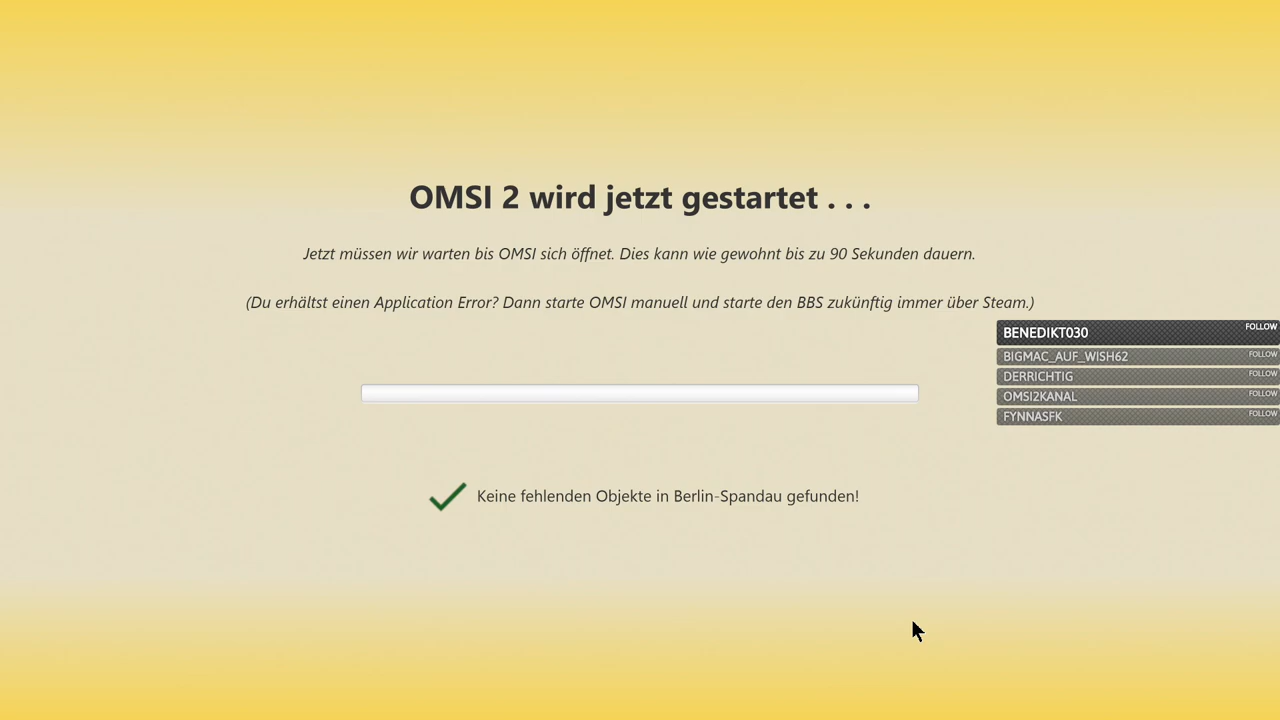 OMSI 2 wird jetzt gestartet . . .
Jetzt müssen wir warten bis OMSI sich öffnet. Dies kann wie gewohnt bis zu 90 Sekunden dauern.
(Du erhältst einen Application Error? Dann starte OMSI manuell und starte den BBS zukünftig immer über Steam.)
BENEDIKT030 FOLLOW
BIGMAC_AUF_WISH62 FOLLOW
DERRICHTIG FOLLOW
OMSI2KANAL FOLLOW
FYNNASFK FOLLOW
Keine fehlenden Objekte in Berlin-Spandau gefunden!